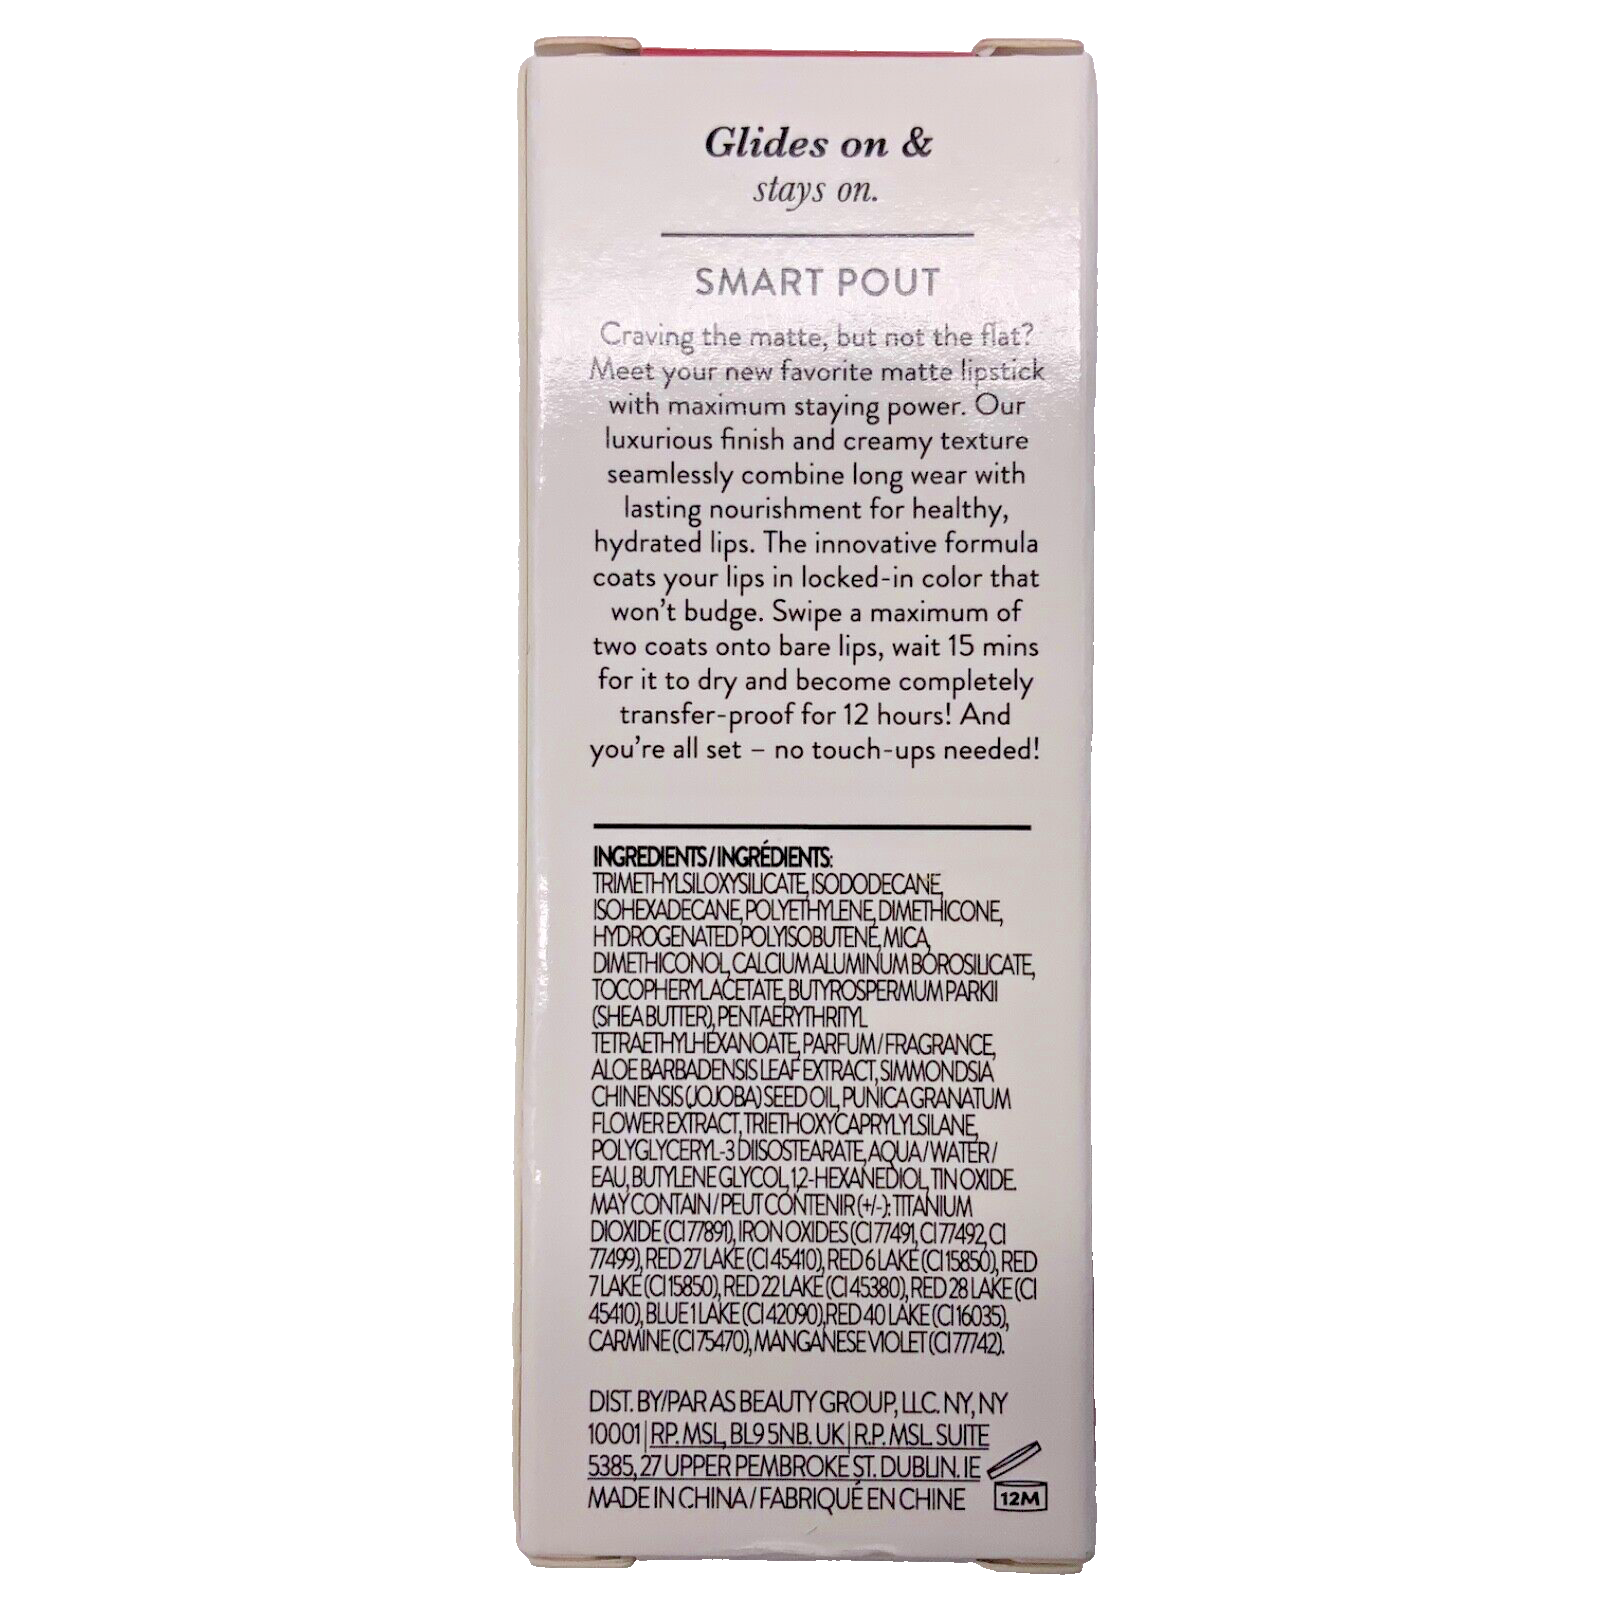 Glides on &
stays on.
SMART POUT
Craving the matte, but not the flat?
Meet your new favorite matte lipstick
with maximum staying power. Our
luxurious finish and creamy texture
seamlessly combine long wear with
lasting nourishment for healthy,
hydrated lips. The innovative formula
coats your lips in locked-in color that
won't budge. Swipe a maximum of
two coats onto bare lips, wait 15 mins
for it to dry and become completely
transfer-proof for 12 hours! And
you're all set – no touch-ups needed!
INGREDIENTS/INGRÉDIENTS:
TRIMETHYLSILOXYSILICATE, ISODODECANE,
ISOHEXADECANE, POLYETHYLENE, DIMETHICONE,
HYDROGENATED POLYISOBUTENE, MICA,
DIMETHICONOL, CALCIUM ALUMINUM BOROSILICATE,
TOCOPHERYL ACETATE, BUTYROSPERMUM PARKII
(SHEA BUTTER), PENTAERYTHRITYL
TETRAETHYLHEXANOATE, PARFUM/FRAGRANCE,
ALOE BARBADENSIS LEAF EXTRACT, SIMMONDSIA
CHINENSIS (JOJOBA) SEED OIL, PUNICA GRANATUM
FLOWER EXTRACT, TRIETHOXYCAPRYLYLSILANE,
POLYGLYCERYL-3 DIISOSTEARATE, AQUA/WATER/
EAU, BUTYLENE GLYCOL, 1,2-HEXANEDIOL, TIN OXIDE.
MAY CONTAIN/PEUT CONTENIR (+/-): TITANIUM
DIOXIDE (CI 77891), IRON OXIDES (CI 77491, CI 77492, CI
77499), RED 27 LAKE (CI 45410), RED 6 LAKE (CI 15850), RED
7 LAKE (CI 15850), RED 22 LAKE (CI 45380), RED 28 LAKE (CI
45410), BLUE 1 LAKE (CI 42090), RED 40 LAKE (CI 16035),
CARMINE (CI 75470), MANGANESE VIOLET (CI 77742).
DIST. BY/PAR AS BEAUTY GROUP, LLC. NY, NY
10001 | RP. MSL, BL9 5NB. UK | R.P. MSL. SUITE
5385, 27 UPPER PEMBROKE ST. DUBLIN. IE
MADE IN CHINA/FABRIQUÉ EN CHINE
12M